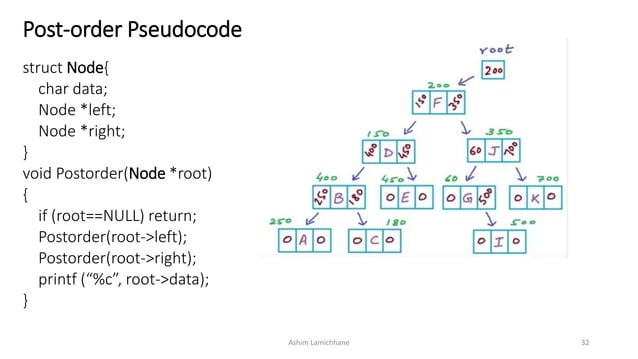 Post-order Pseudocode
struct Node{
char data;
Node *left;
Node *right;
}
void Postorder(Node *root)
{
if (root==NULL) return;
Postorder(root->left);
Postorder(root->right);
printf (“%c”, root->data);
}
root
200
200
150 F 350
150 350
400 D 450 60 J 700
400 450 60 700
250 B 180 0 E 0 0 G 500 0 K 0
250 180 500
0 A 0 0 C 0 0 I 0
Ashim Lamichhane 32